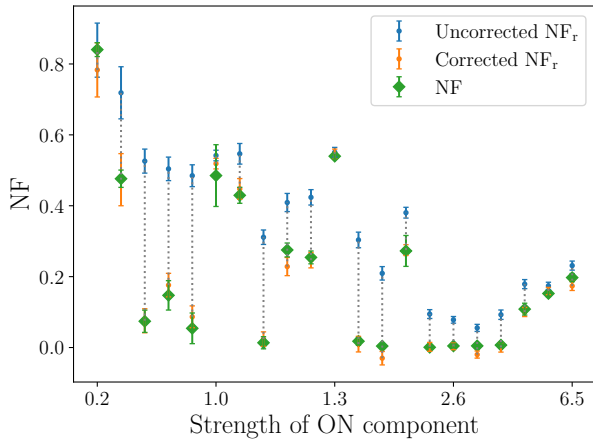 Uncorrected NFr
Corrected NFr
NF
NF
0.8
0.6
0.4
0.2
0.0
0.2 1.0 1.3 2.6 6.5
Strength of ON component